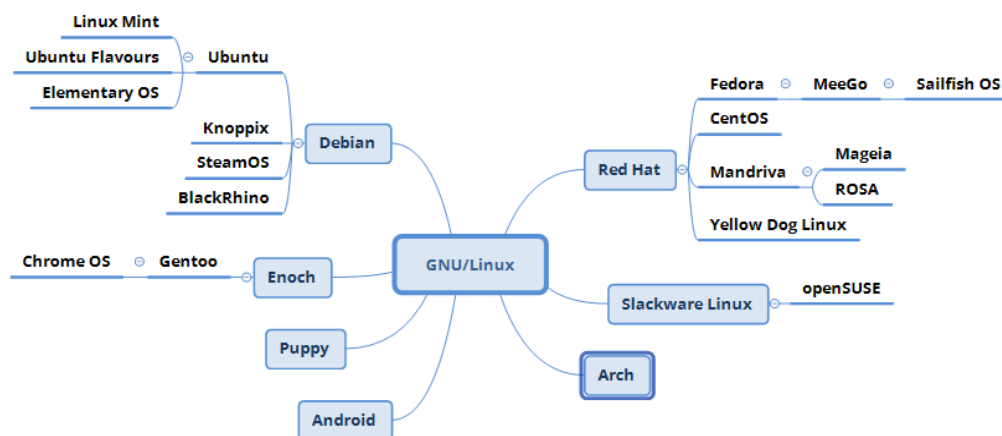 Linux Mint
Ubuntu Flavours
Ubuntu
Elementary OS
Knoppix
Debian
SteamOS
BlackRhino
Chrome OS
Gentoo
Enoch
Puppy
Android
GNU/Linux
Fedora
MeeGo
Sailfish OS
CentOS
Red Hat
Mandriva
Mageia
ROSA
Yellow Dog Linux
Slackware Linux
openSUSE
Arch